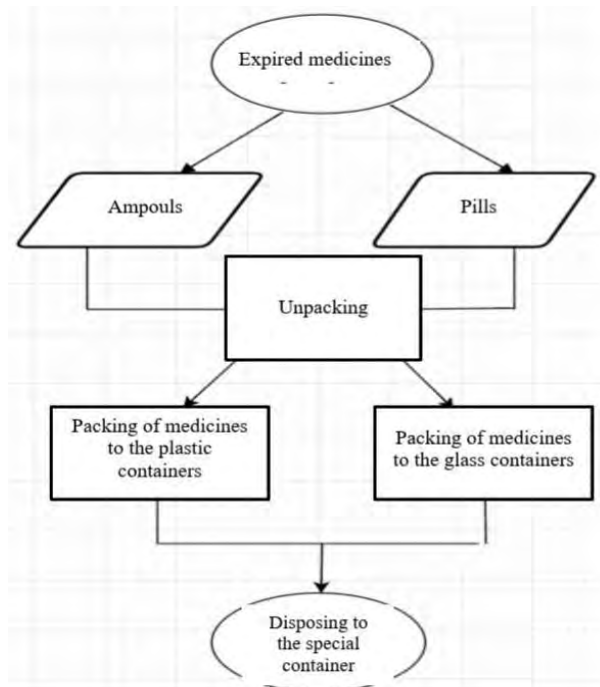 Expired medicines
Ampouls
Pills
Unpacking
Packing of medicines
to the plastic
containers
Packing of medicines
to the glass containers
Disposing to
the special
container